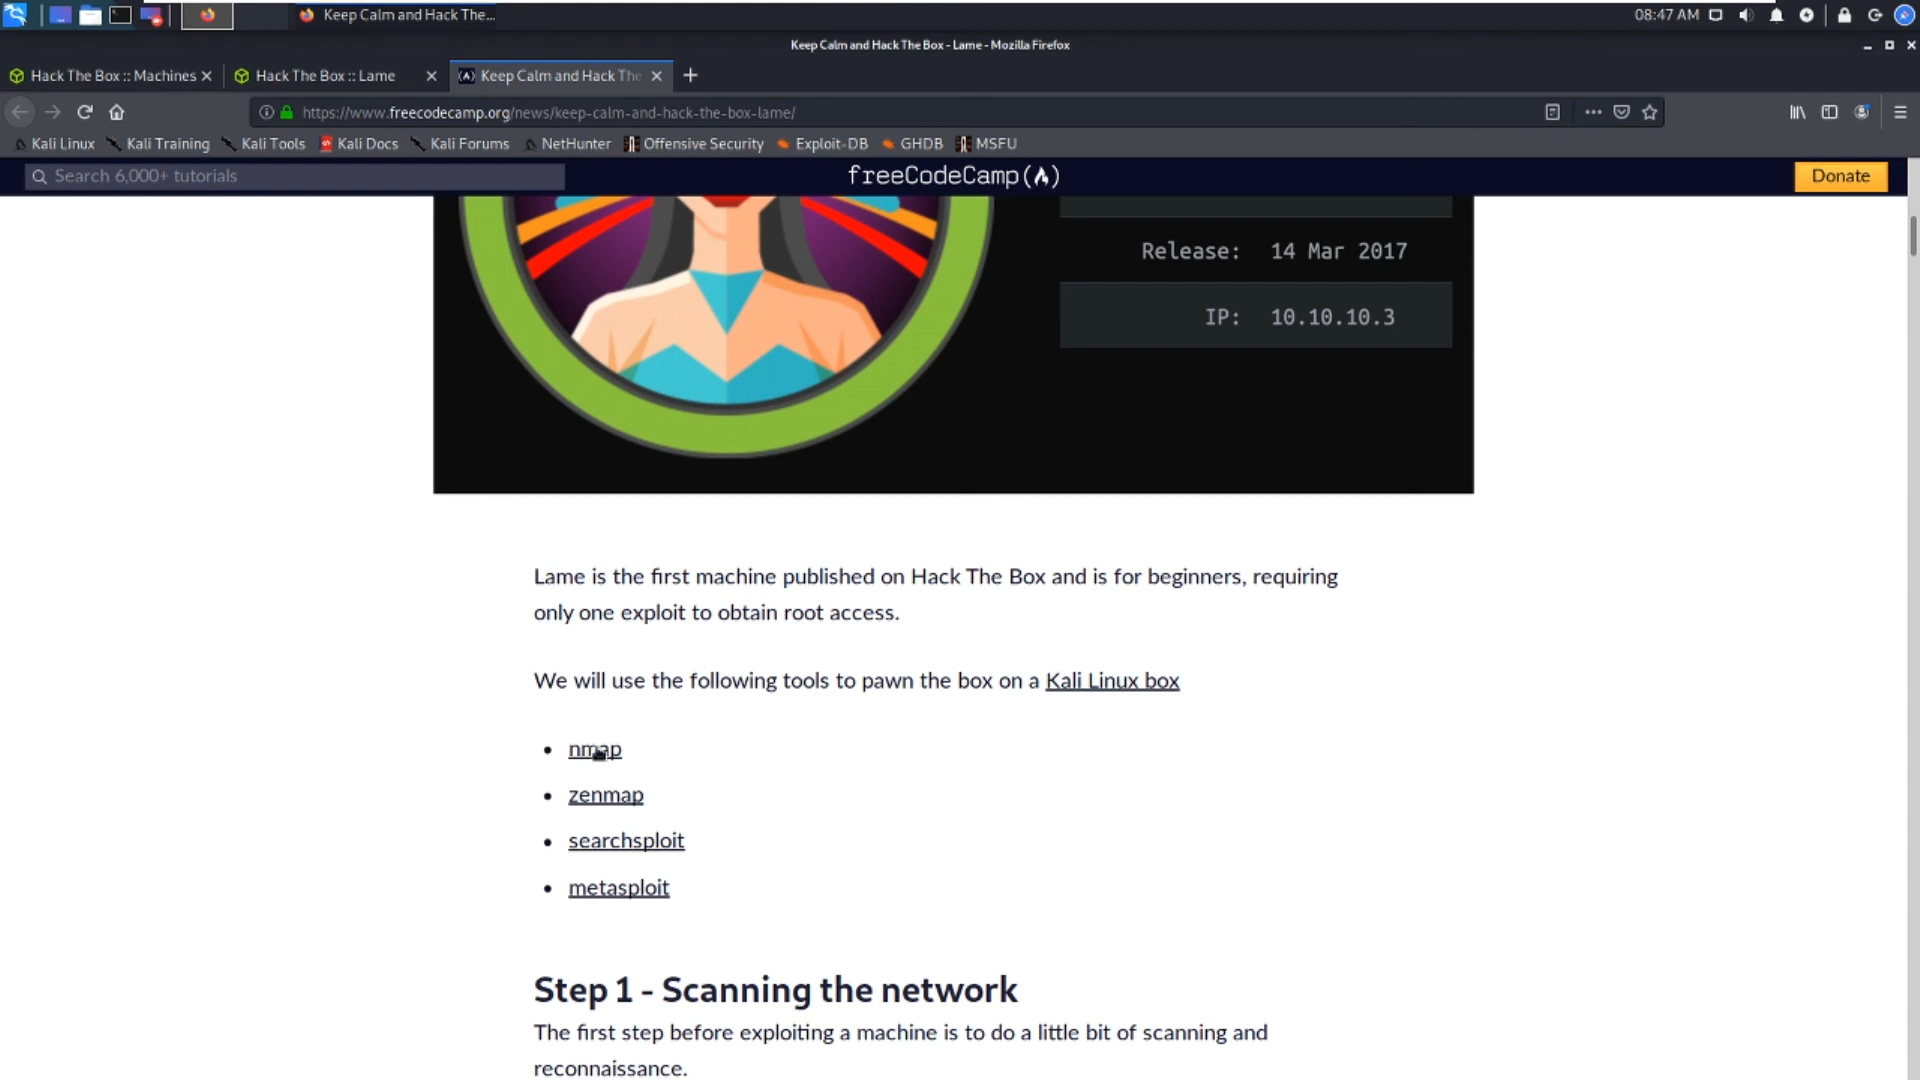 Keep Calm and Hack The...
08:47 AM
Keep Calm and Hack The Box - Lame - Mozilla Firefox
Hack The Box :: Machines
Hack The Box :: Lame
Keep Calm and Hack The
https://www.freecodecamp.org/news/keep-calm-and-hack-the-box-lame/
Kali Linux
Kali Training
Kali Tools
Kali Docs
Kali Forums
NetHunter
Offensive Security
Exploit-DB
GHDB
MSFU
Search 6,000+ tutorials
freeCodeCamp
Donate
Release: 14 Mar 2017
IP: 10.10.10.3
Lame is the first machine published on Hack The Box and is for beginners, requiring
only one exploit to obtain root access.
We will use the following tools to pawn the box on a Kali Linux box
• nmap
• zenmap
• searchsploit
• metasploit
Step 1 - Scanning the network
The first step before exploiting a machine is to do a little bit of scanning and
reconnaissance.